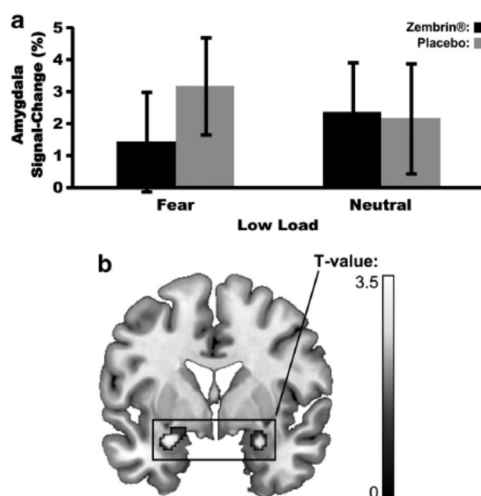 a
Zembrin®:
Placebo:
Amygdala
Signal-Change (%)
5
4
3
2
1
0
Fear
Neutral
Low Load
b
T-value:
3.5
0